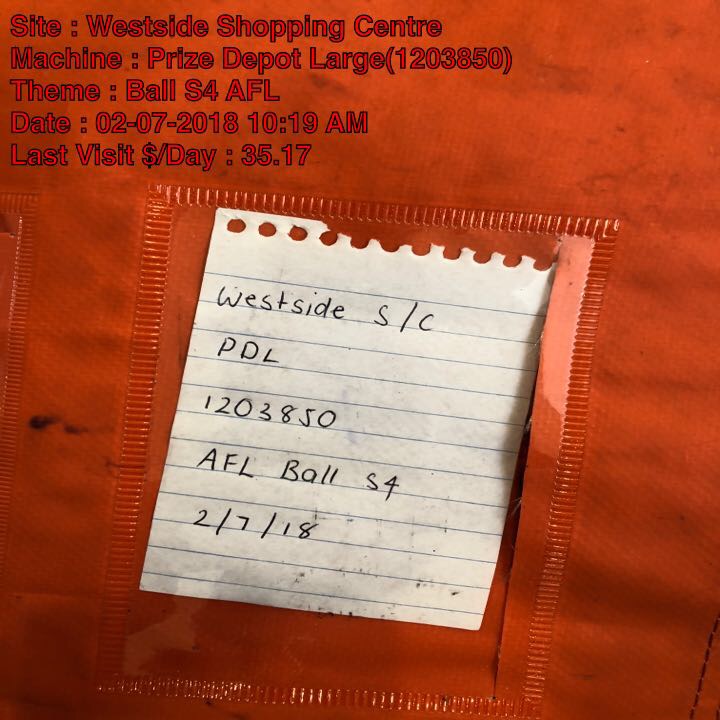 Site : Westside Shopping Centre
Machine : Prize Depot Large(1203850)
Theme : Ball S4 AFL
Date : 02-07-2018 10:19 AM
Last Visit $/Day : 35.17
Westside S/C
PDL
1203850
AFL Ball S4
2/7/18